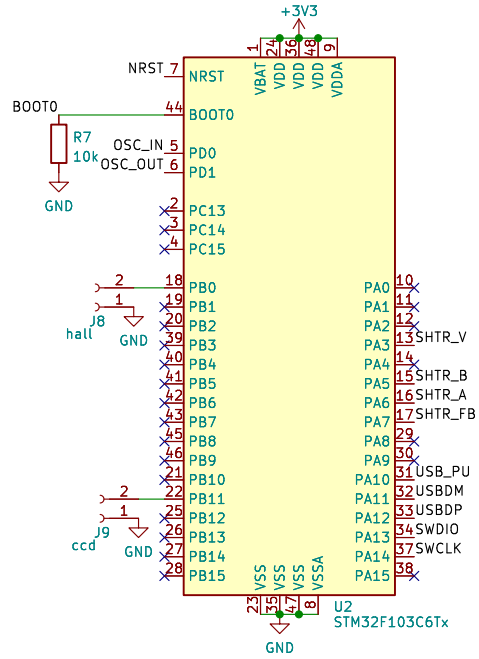 +3V3
1 24 36 48 9
VBAT VDD VDD VDD VDDA
NRST 7 NRST
BOOT0 44 BOOT0
R7
10k
GND
OSC_IN 5 PD0
OSC_OUT 6 PD1
2 PC13
3 PC14
4 PC15
2 18 PB0 PA0 10
1 19 PB1 PA1 11
J8
hall
GND
20 PB2 PA2 12
39 PB3 PA3 13 SHTR_V
40 PB4 PA4 14
41 PB5 PA5 15 SHTR_B
42 PB6 PA6 16 SHTR_A
43 PB7 PA7 17 SHTR_FB
45 PB8 PA8 29
46 PB9 PA9 30
21 PB10 PA10 31 USB_PU
2 22 PB11 PA11 32 USBDM
1 25 PB12 PA12 33 USBDP
J9
ccd
GND
26 PB13 PA13 34 SWDIO
27 PB14 PA14 37 SWCLK
28 PB15 PA15 38
VSS VSS VSS VSSA
23 35 47 8
U2
STM32F103C6Tx
GND